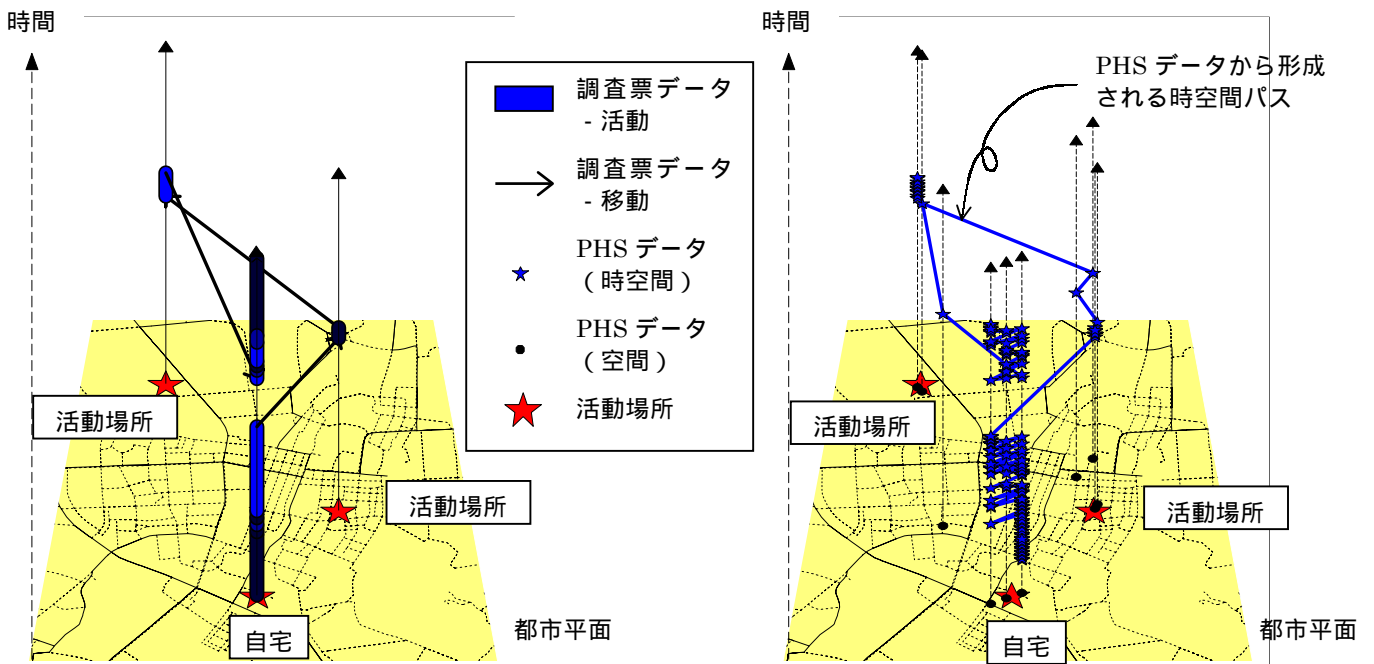 時間
時間
PHS データから形成
される時空間パス
調査票データ
- 活動
調査票データ
- 移動
PHS データ
（時空間）
PHS データ
（空間）
活動場所
活動場所
活動場所
自宅
都市平面
活動場所
活動場所
自宅
都市平面